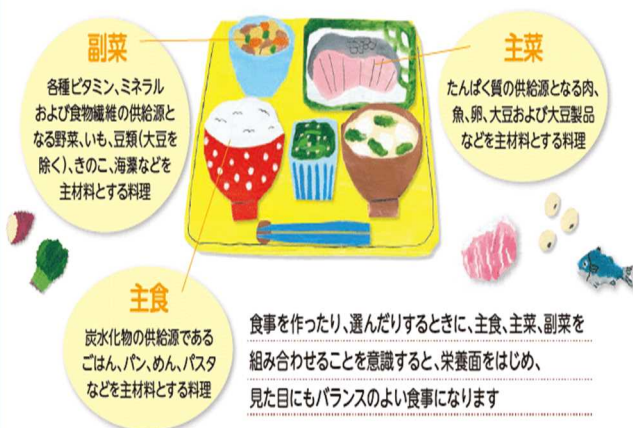 副菜
各種ビタミン、ミネラル
および食物繊維の供給源と
なる野菜、いも、豆類(大豆を
除く)、きのこ、海藻などを
主材料とする料理
主菜
たんぱく質の供給源となる肉、
魚、卵、大豆および大豆製品
などを主材料とする料理
主食
炭水化物の供給源である
ごはん、パン、めん、パスタ
などを主材料とする料理
食事を作ったり、選んだりするときに、主食、主菜、副菜を
組み合わせることを意識すると、栄養面をはじめ、
見た目にもバランスのよい食事になります